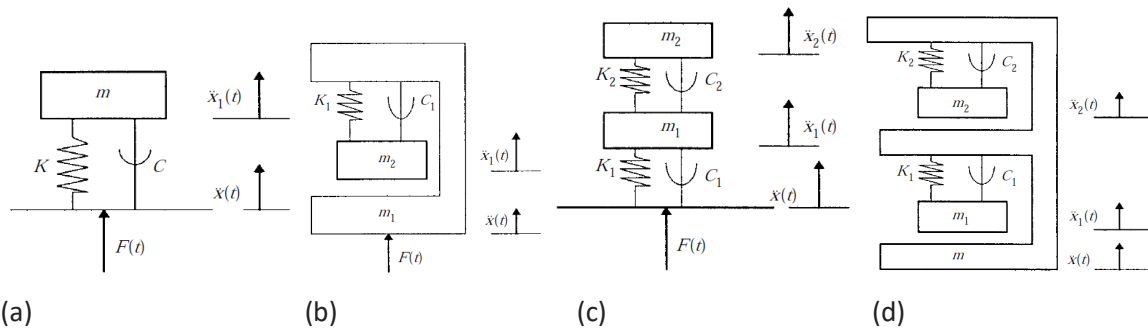 m
ẍ₁(t)
K
C
ẍ(t)
F(t)
(a)
K₁
C₁
m₂
ẍ₁(t)
m₁
ẍ(t)
F(t)
(b)
m₂
ẍ₂(t)
K₂
C₂
m₁
ẍ₁(t)
K₁
C₁
ẍ(t)
F(t)
(c)
K₂
C₂
m₂
ẍ₂(t)
K₁
C₁
m₁
ẍ₁(t)
m
ẍ(t)
(d)